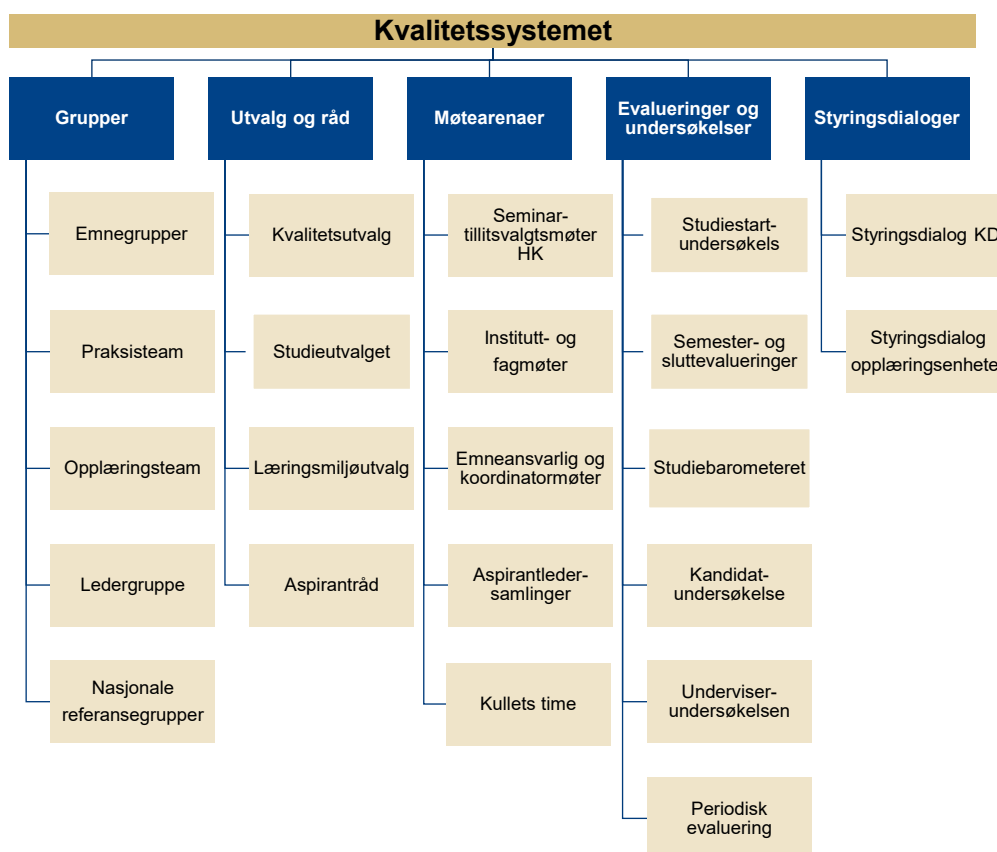 Kvalitetssystemet
Grupper
Utvalg og råd
Møtearenaer
Evalueringer og
undersøkelser
Styringsdialoger
Emnegrupper
Praksisteam
Opplæringsteam
Ledergruppe
Nasjonale
referansegrupper
Kvalitetsutvalg
Studieutvalget
Læringsmiljøutvalg
Aspirantråd
Seminar-
tillitsvalgtsmøter
HK
Institutt- og
fagmøter
Emneansvarlig og
koordinatormøter
Aspirantleder-
samlinger
Kullets time
Studiestart-
undersøkels
Semester- og
sluttevalueringer
Studiebarometeret
Kandidat-
undersøkelse
Underviser-
undersøkelsen
Periodisk
evaluering
Styringsdialog KD
Styringsdialog
opplæringsenhete